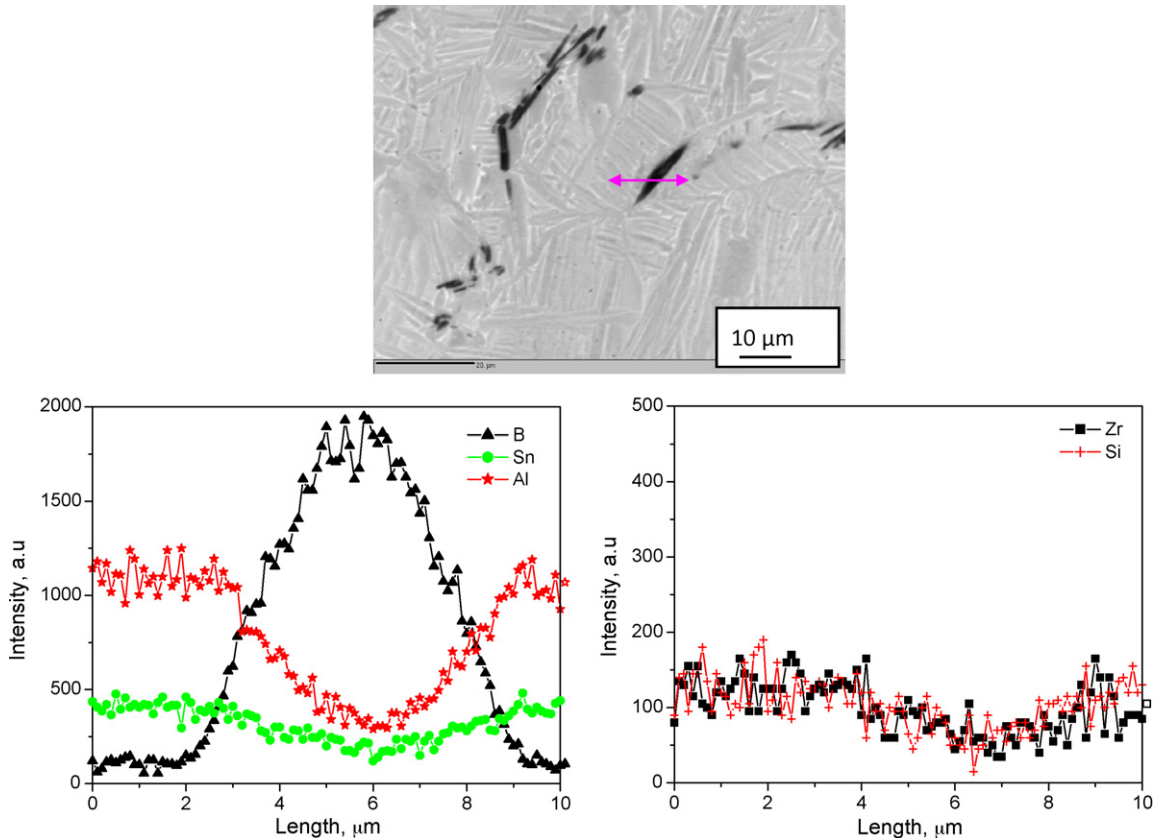 10 µm
20. µm
2000
1500
1000
500
0
Intensity, a.u
0 2 4 6 8 10
Length, µm
B
Sn
Al
500
400
300
200
100
0
Intensity, a.u
0 2 4 6 8 10
Length, µm
Zr
Si